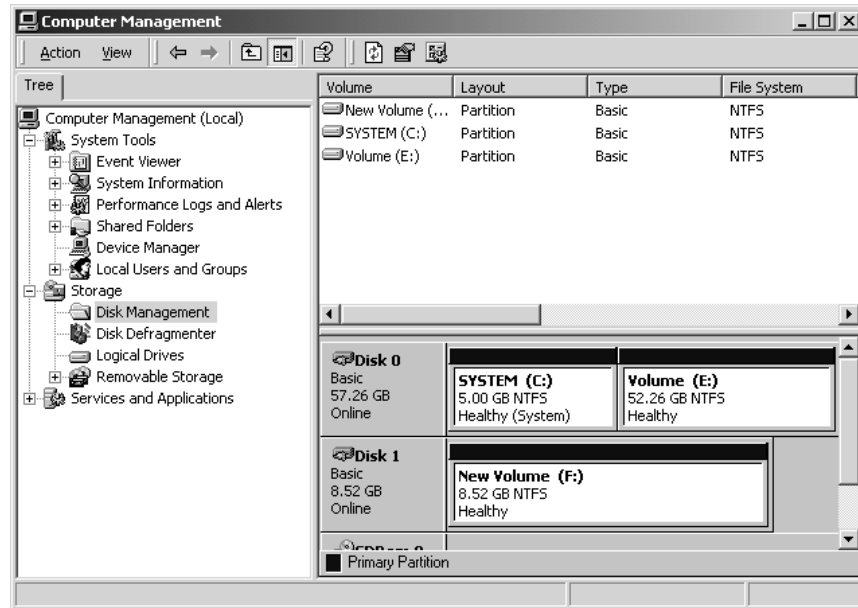 Computer Management
Action View
Tree
Computer Management (Local)
System Tools
Event Viewer
System Information
Performance Logs and Alerts
Shared Folders
Device Manager
Local Users and Groups
Storage
Disk Management
Disk Defragmenter
Logical Drives
Removable Storage
Services and Applications
Volume Layout Type File System
New Volume (... Partition Basic NTFS
SYSTEM (C:) Partition Basic NTFS
Volume (E:) Partition Basic NTFS
Disk 0
Basic
57.26 GB
Online
SYSTEM (C:)
5.00 GB NTFS
Healthy (System)
Volume (E:)
52.26 GB NTFS
Healthy
Disk 1
Basic
8.52 GB
Online
New Volume (F:)
8.52 GB NTFS
Healthy
Primary Partition